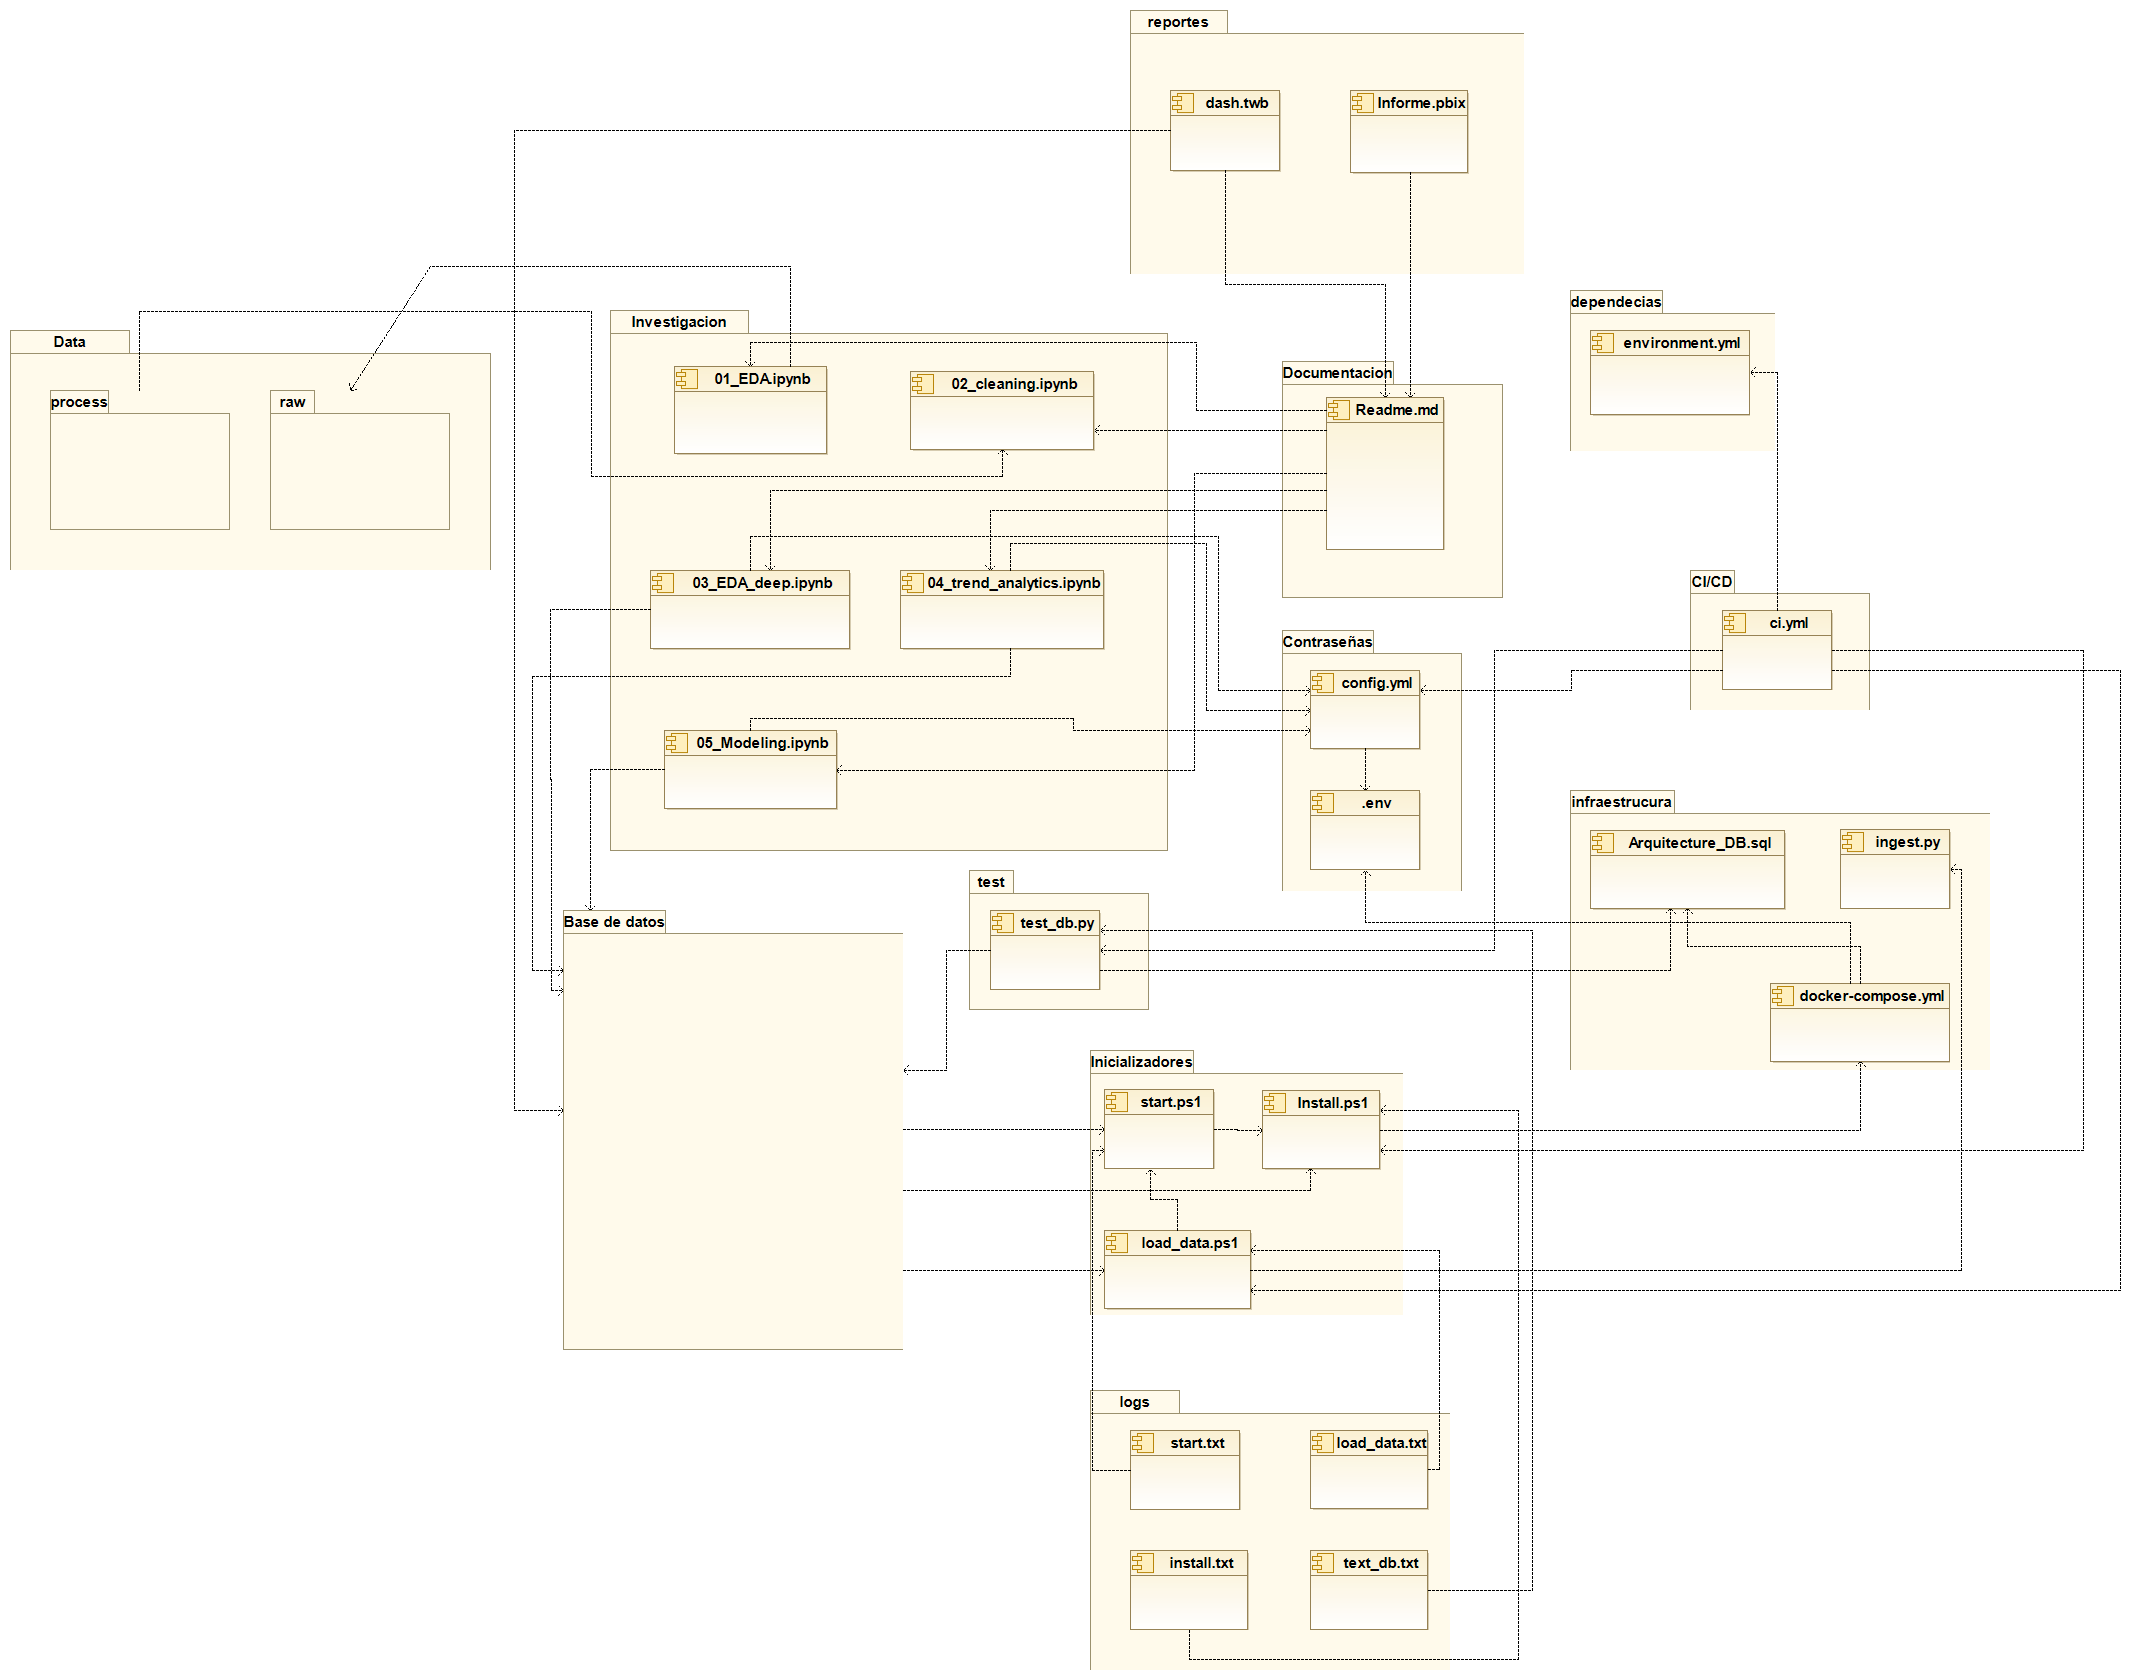 reportes
dash.twb
Informe.pbix
dependecias
environment.yml
Investigacion
Data
process
raw
01_EDA.ipynb
02_cleaning.ipynb
Documentacion
Readme.md
03_EDA_deep.ipynb
04_trend_analytics.ipynb
CI/CD
ci.yml
Contraseñas
config.yml
05_Modeling.ipynb
.env
infraestrucura
Arquitecture_DB.sql
ingest.py
docker-compose.yml
test
test_db.py
Base de datos
Inicializadores
start.ps1
Install.ps1
load_data.ps1
logs
start.txt
load_data.txt
install.txt
text_db.txt